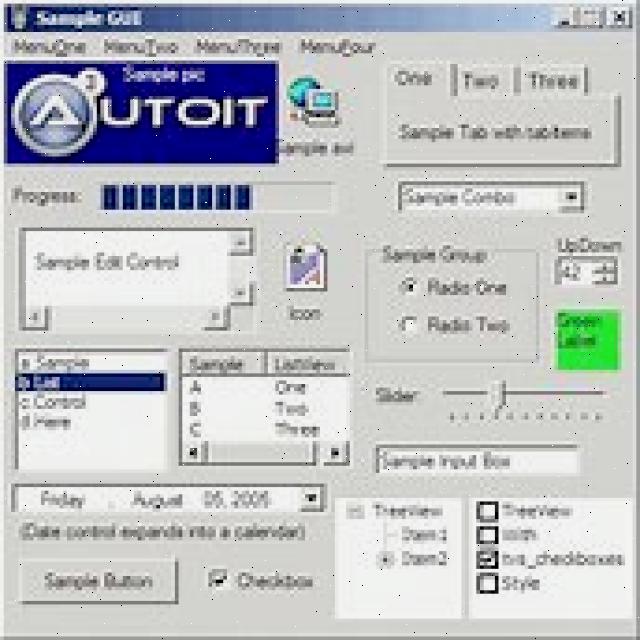 Sample GUI
MenuOne MenuTwo MenuThree MenuFour
Sample pic
AUTOIT
Sample avi
One Two Three
Sample Tab with tabitems
Progress:
Sample Combo
Sample Edit Control
Icon
Sample Group
Radio One
Radio Two
UpDown
42
Green
Label
a.Sample
b.List
c.Control
d.Here
Sample ListView
A One
B Two
C Three
Slider:
Sample Input Box
Friday , August 05, 2005
(Date control expands into a calendar)
TreeView
Item1
Item2
TreeView
With
tvs_checkboxes
Style
Sample Button
Checkbox